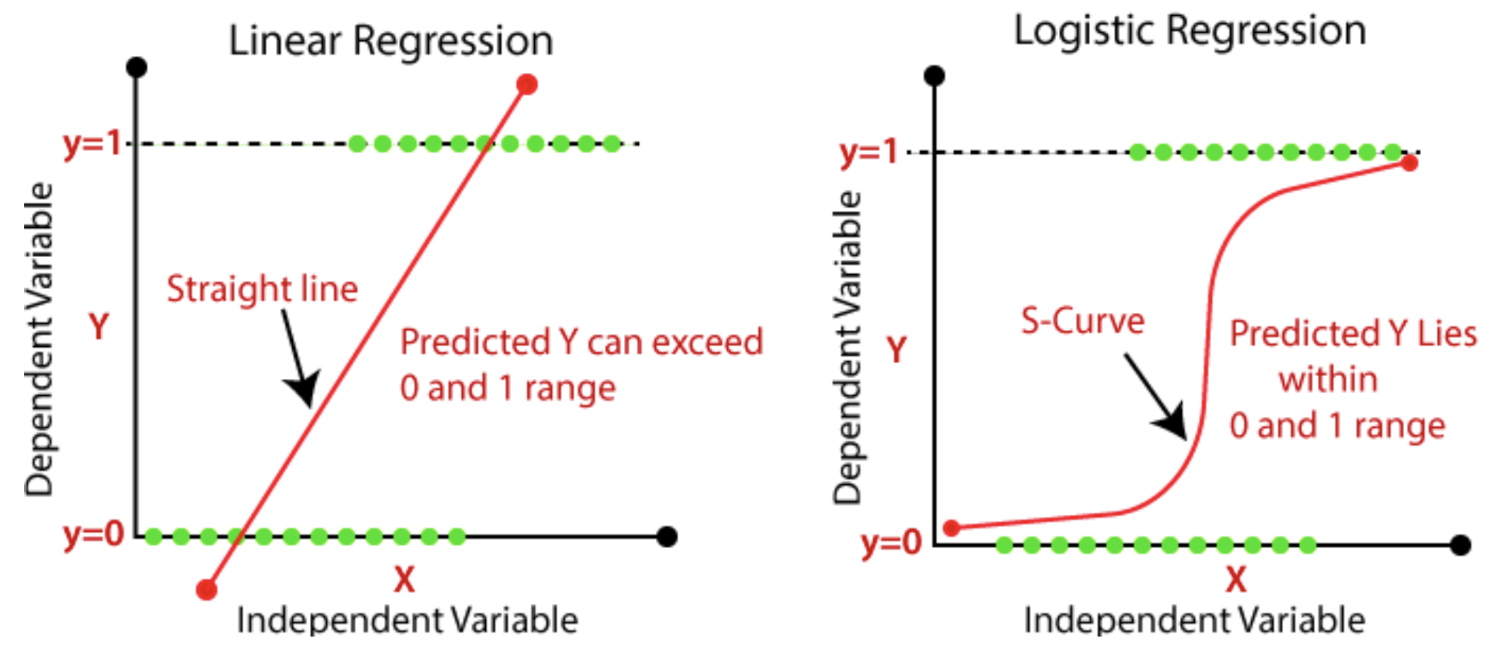 Linear Regression
y=1
Dependent Variable
Y
Straight line
Predicted Y can exceed
0 and 1 range
y=0
X
Independent Variable
Logistic Regression
y=1
Dependent Variable
Y
S-Curve
Predicted Y Lies
within
0 and 1 range
y=0
X
Independent Variable